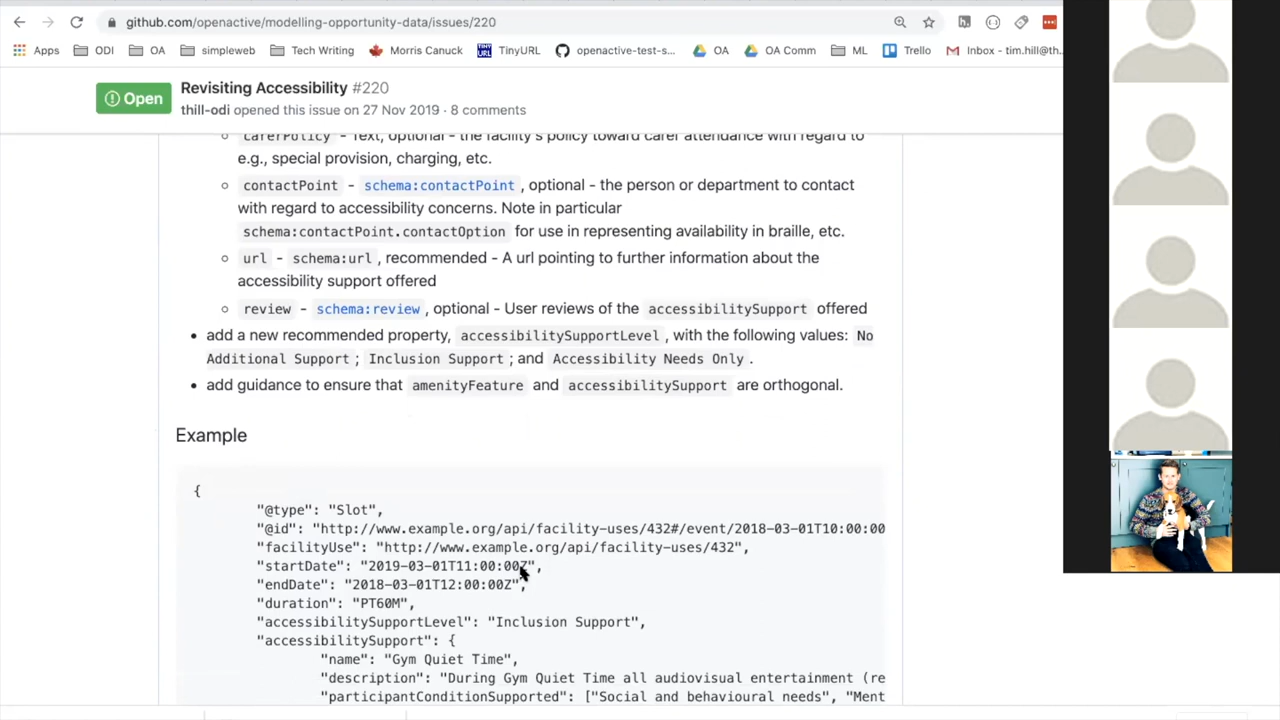 github.com/openactive/modelling-opportunity-data/issues/220
Apps ODI OA simpleweb Tech Writing Morris Canuck TinyURL openactive-test-s... OA OA Comm ML Trello Inbox - tim.hill@th...
Open Revisiting Accessibility #220
thill-odi opened this issue on 27 Nov 2019 · 8 comments
carerPolicy - Text, optional - the facility's policy toward carer attendance with regard to
e.g., special provision, charging, etc.
contactPoint - schema:contactPoint, optional - the person or department to contact
with regard to accessibility concerns. Note in particular
schema:contactPoint.contactOption for use in representing availability in braille, etc.
url - schema:url, recommended - A url pointing to further information about the
accessibility support offered
review - schema:review, optional - User reviews of the accessibilitySupport offered
add a new recommended property, accessibilitySupportLevel, with the following values: No
Additional Support; Inclusion Support; and Accessibility Needs Only.
add guidance to ensure that amenityFeature and accessibilitySupport are orthogonal.
Example
{
"@type": "Slot",
"@id": "http://www.example.org/api/facility-uses/432#/event/2018-03-01T10:00:00
"facilityUse": "http://www.example.org/api/facility-uses/432",
"startDate": "2019-03-01T11:00:00Z",
"endDate": "2018-03-01T12:00:00Z",
"duration": "PT60M",
"accessibilitySupportLevel": "Inclusion Support",
"accessibilitySupport": {
"name": "Gym Quiet Time",
"description": "During Gym Quiet Time all audiovisual entertainment (re
"participantConditionSupported": ["Social and behavioural needs", "Ment